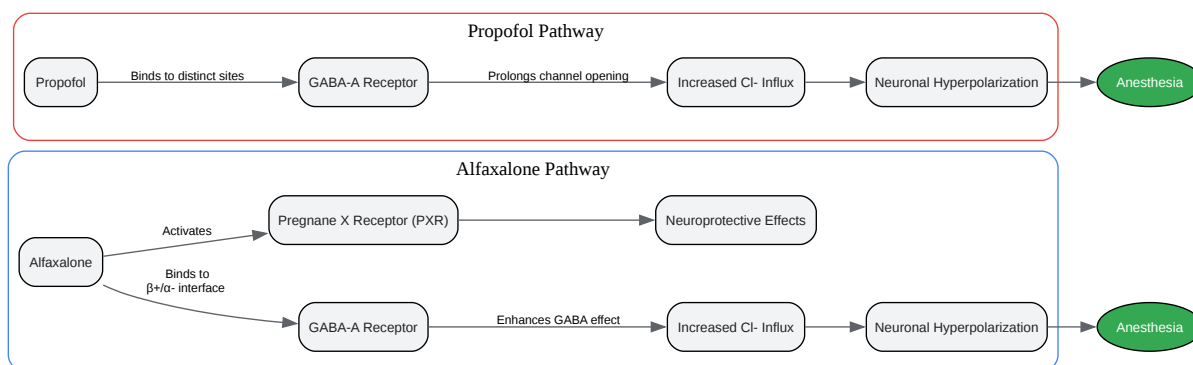 Propofol Pathway
Propofol
Binds to distinct sites
GABA-A Receptor
Prolongs channel opening
Increased Cl- Influx
Neuronal Hyperpolarization
Anesthesia
Alfaxalone Pathway
Alfaxalone
Activates
Pregnane X Receptor (PXR)
Neuroprotective Effects
Binds to
β+/α- interface
GABA-A Receptor
Enhances GABA effect
Increased Cl- Influx
Neuronal Hyperpolarization
Anesthesia